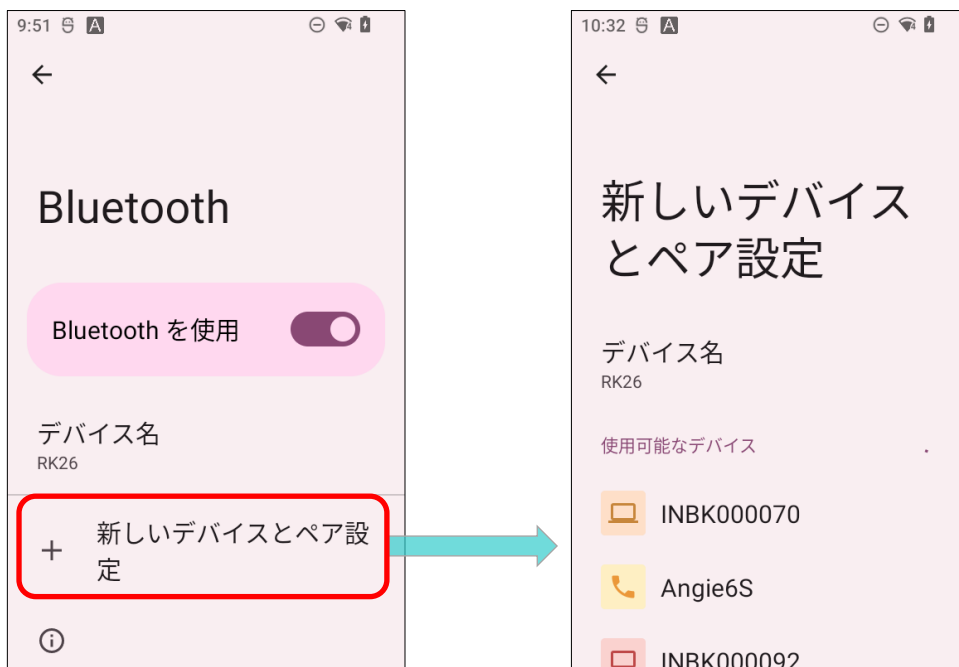 9:51
Bluetooth
Bluetooth を使用
デバイス名
RK26
新しいデバイスとペア設
定
10:32
新しいデバイス
とペア設定
デバイス名
RK26
使用可能なデバイス
INBK000070
Angie6S
INBK000092